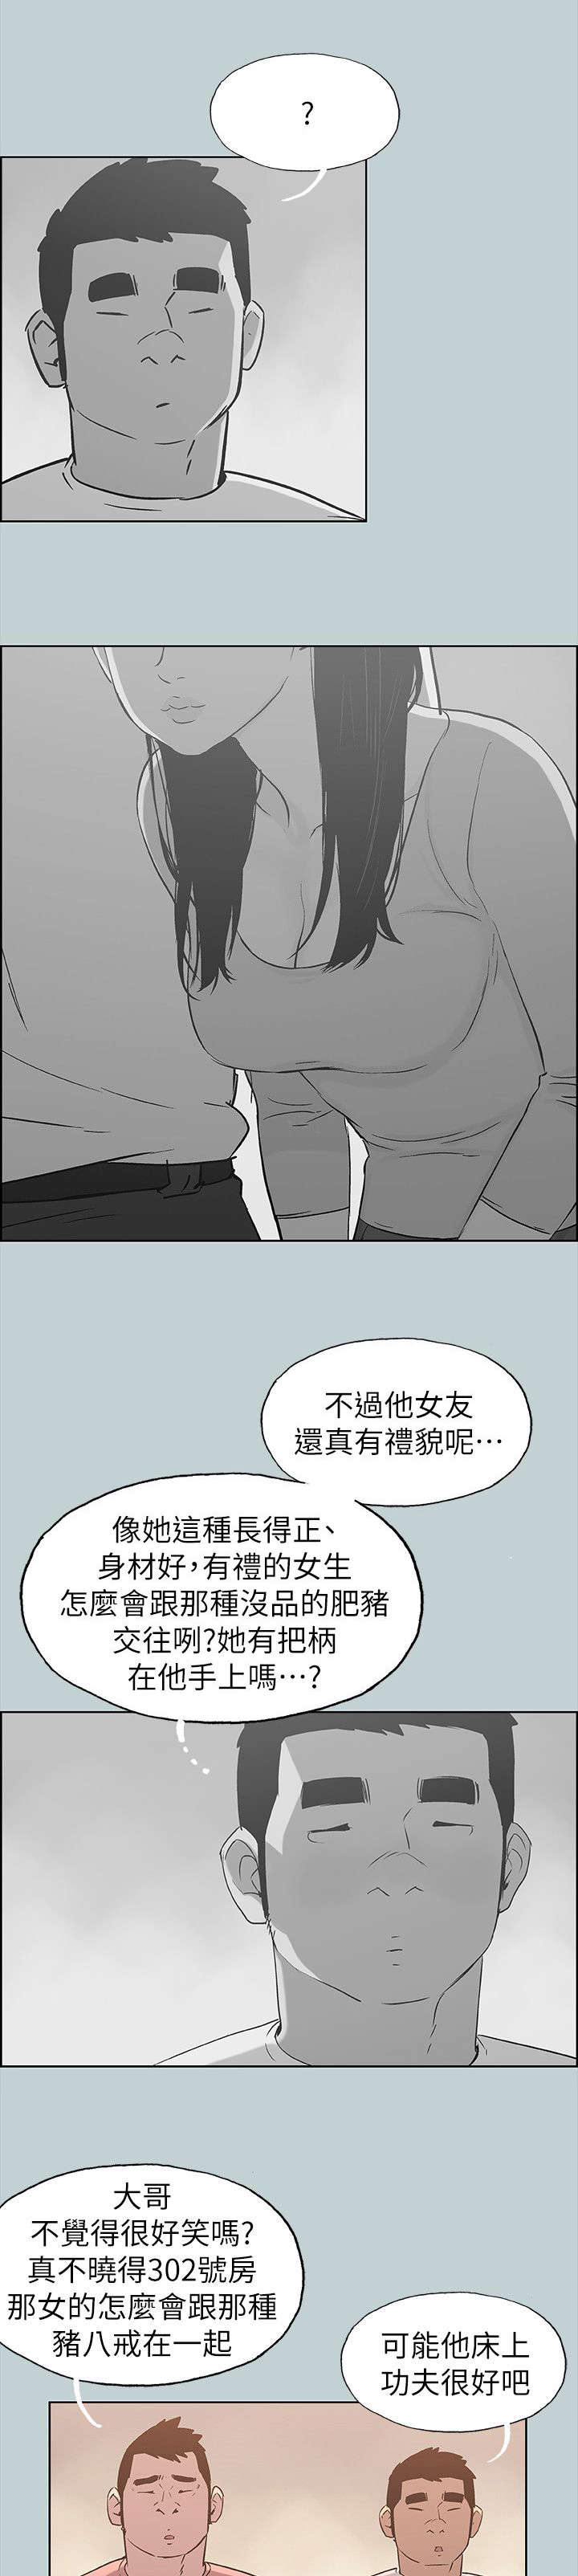 ?
不過他女友
還真有禮貌呢⋯
像她這種長得正、
身材好,有禮的女生
怎麼會跟那種沒品的肥豬
交往咧?她有把柄
在他手上嗎⋯?
大哥
不覺得很好笑嗎?
真不曉得302號房
那女的怎麼會跟那種
豬八戒在一起
可能他床上
功夫很好吧